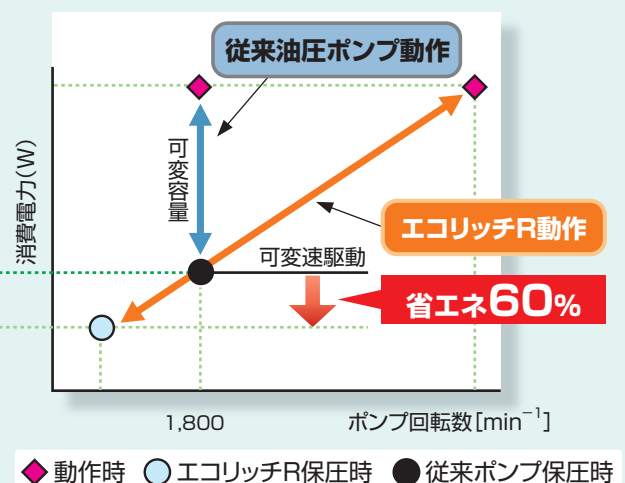 従来油圧ポンプ動作
消費電力(W)
可変容量
エコリッチR動作
可変速駆動
省エネ60%
1,800
ポンプ回転数[min⁻¹]
動作時 エコリッチR保圧時 従来ポンプ保圧時